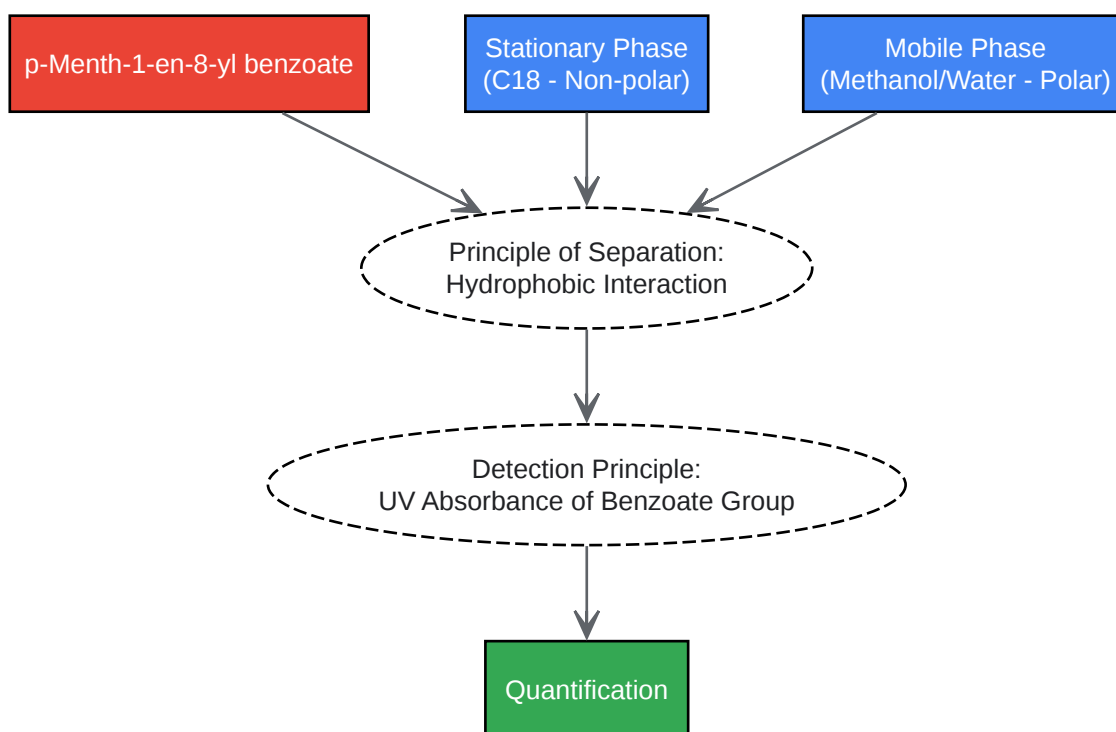 p-Menth-1-en-8-yl benzoate
Stationary Phase
(C18 - Non-polar)
Mobile Phase
(Methanol/Water - Polar)
Principle of Separation:
Hydrophobic Interaction
Detection Principle:
UV Absorbance of Benzoate Group
Quantification